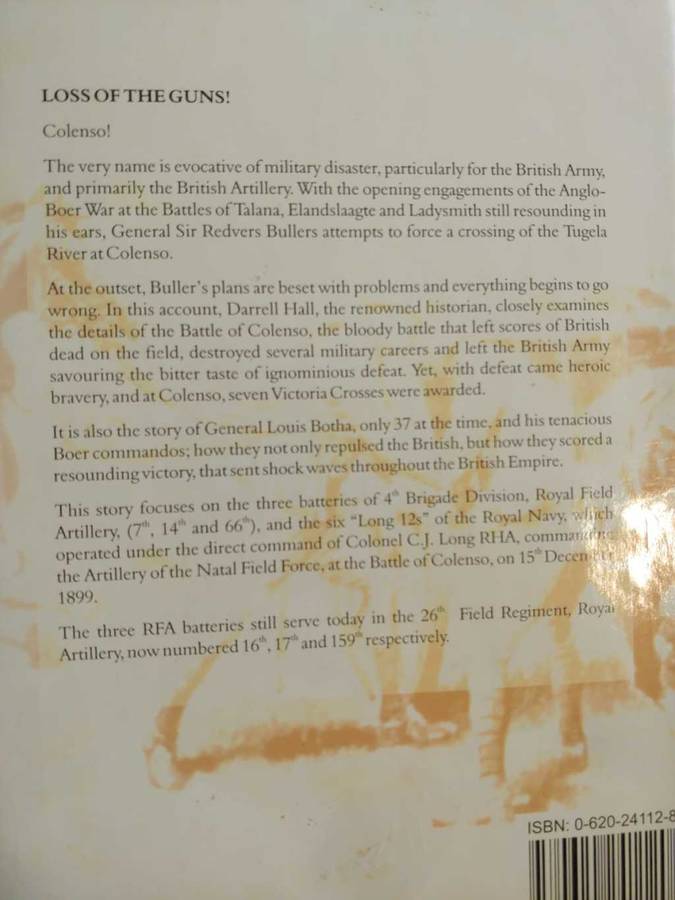 LOSS OF THE GUNS!
Colenso!
The very name is evocative of military disaster, particularly for the British Army,
and primarily the British Artillery. With the opening engagements of the Anglo-
Boer War at the Battles of Talana, Elandslaagte and Ladysmith still resounding in
his ears, General Sir Redvers Bullers attempts to force a crossing of the Tugela
River at Colenso.
At the outset, Buller's plans are beset with problems and everything begins to go
wrong. In this account, Darrell Hall, the renowned historian, closely examines
the details of the Battle of Colenso, the bloody battle that left scores of British
dead on the field, destroyed several military careers and left the British Army
savouring the bitter taste of ignominious defeat. Yet, with defeat came heroic
bravery, and at Colenso, seven Victoria Crosses were awarded.
It is also the story of General Louis Botha, only 37 at the time, and his tenacious
Boer commandos; how they not only repulsed the British, but how they scored a
resounding victory, that sent shock waves throughout the British Empire.
This story focuses on the three batteries of 4th Brigade Division, Royal Field
Artillery, (7th, 14th and 66th), and the six "Long 12s" of the Royal Navy, which
operated under the direct command of Colonel C.J. Long RHA, commanding
the Artillery of the Natal Field Force, at the Battle of Colenso, on 15th December
1899.
The three RFA batteries still serve today in the 26th Field Regiment, Royal
Artillery, now numbered 16th, 17th and 159th respectively.
ISBN: 0-620-24112-8